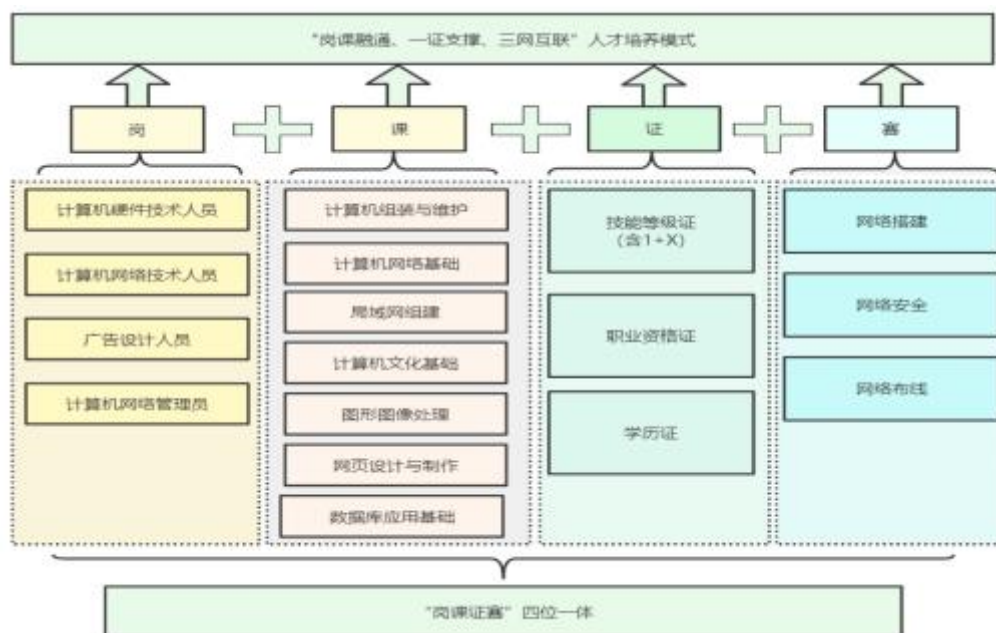 “岗课融通、一证支撑、三网互联”人才培养模式
岗
课
证
赛
计算机硬件技术人员
计算机网络技术人员
广告设计人员
计算机网络管理员
计算机组装与维护
计算机网络基础
局域网组建
计算机文化基础
图形图像处理
网页设计与制作
数据库应用基础
技能等级证
(含1+X)
职业资格证
学历证
网络搭建
网络安全
网络布线
“岗课证赛”四位一体